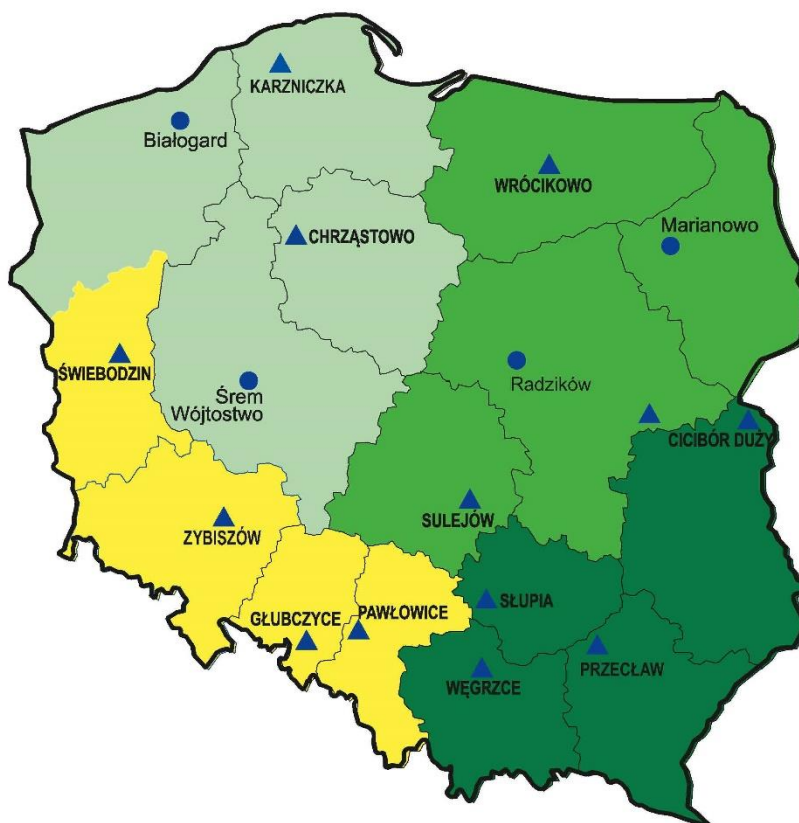 KARZNICZKA
Białogard
WRÓCIKOWO
Marianowo
CHRZĄSTOWO
ŚWIEBODZIN
Śrem
Wójtostwo
Radzików
CICIBÓR DUŻY
SULEJÓW
ZYBISZÓW
SŁUPIA
GŁUBCZYCE
PAWŁOWICE
PRZECŁAW
WĘGRZCE